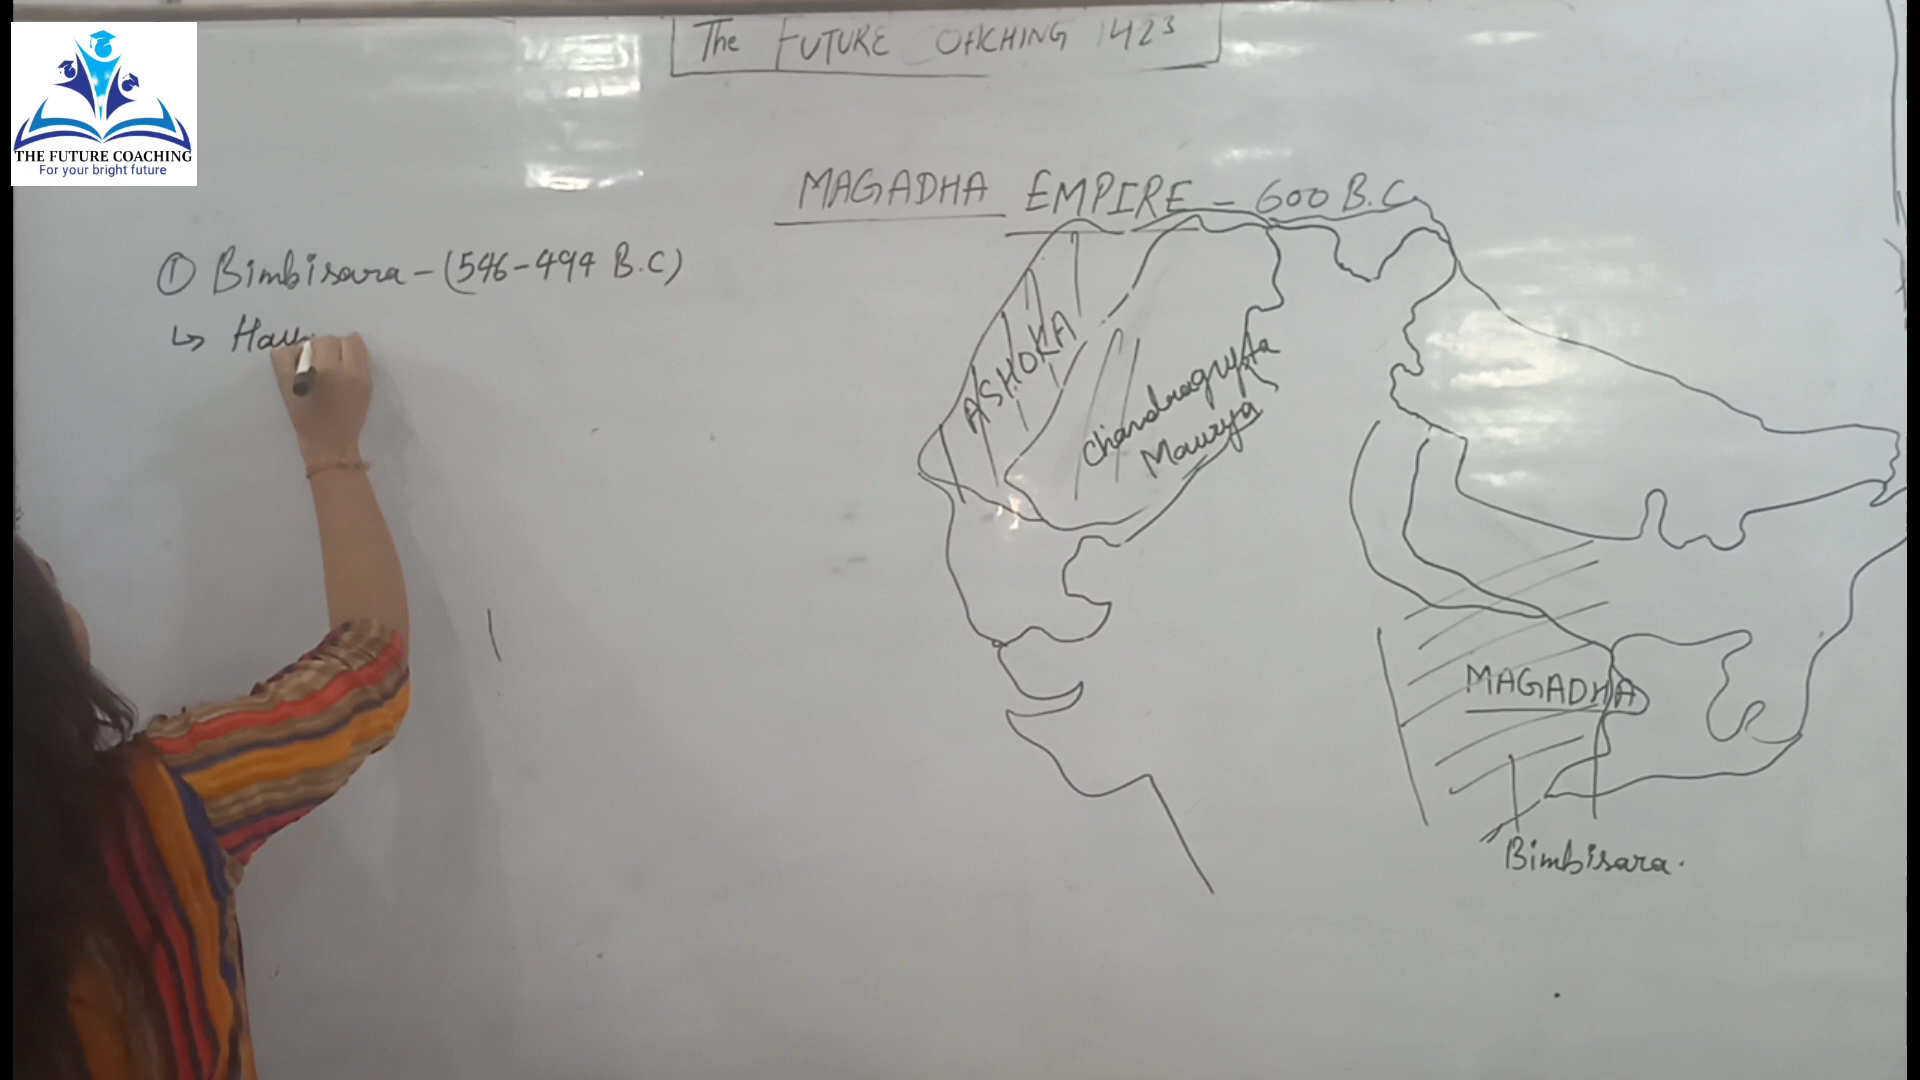 The FUTURE COACHING 1423
THE FUTURE COACHING
For your bright future
MAGADHA EMPIRE - 600 B.C
① Bimbisara - (546-494 B.C)
↳
ASHOKA
Chandragupta
Maurya
MAGADHA
Bimbisara.